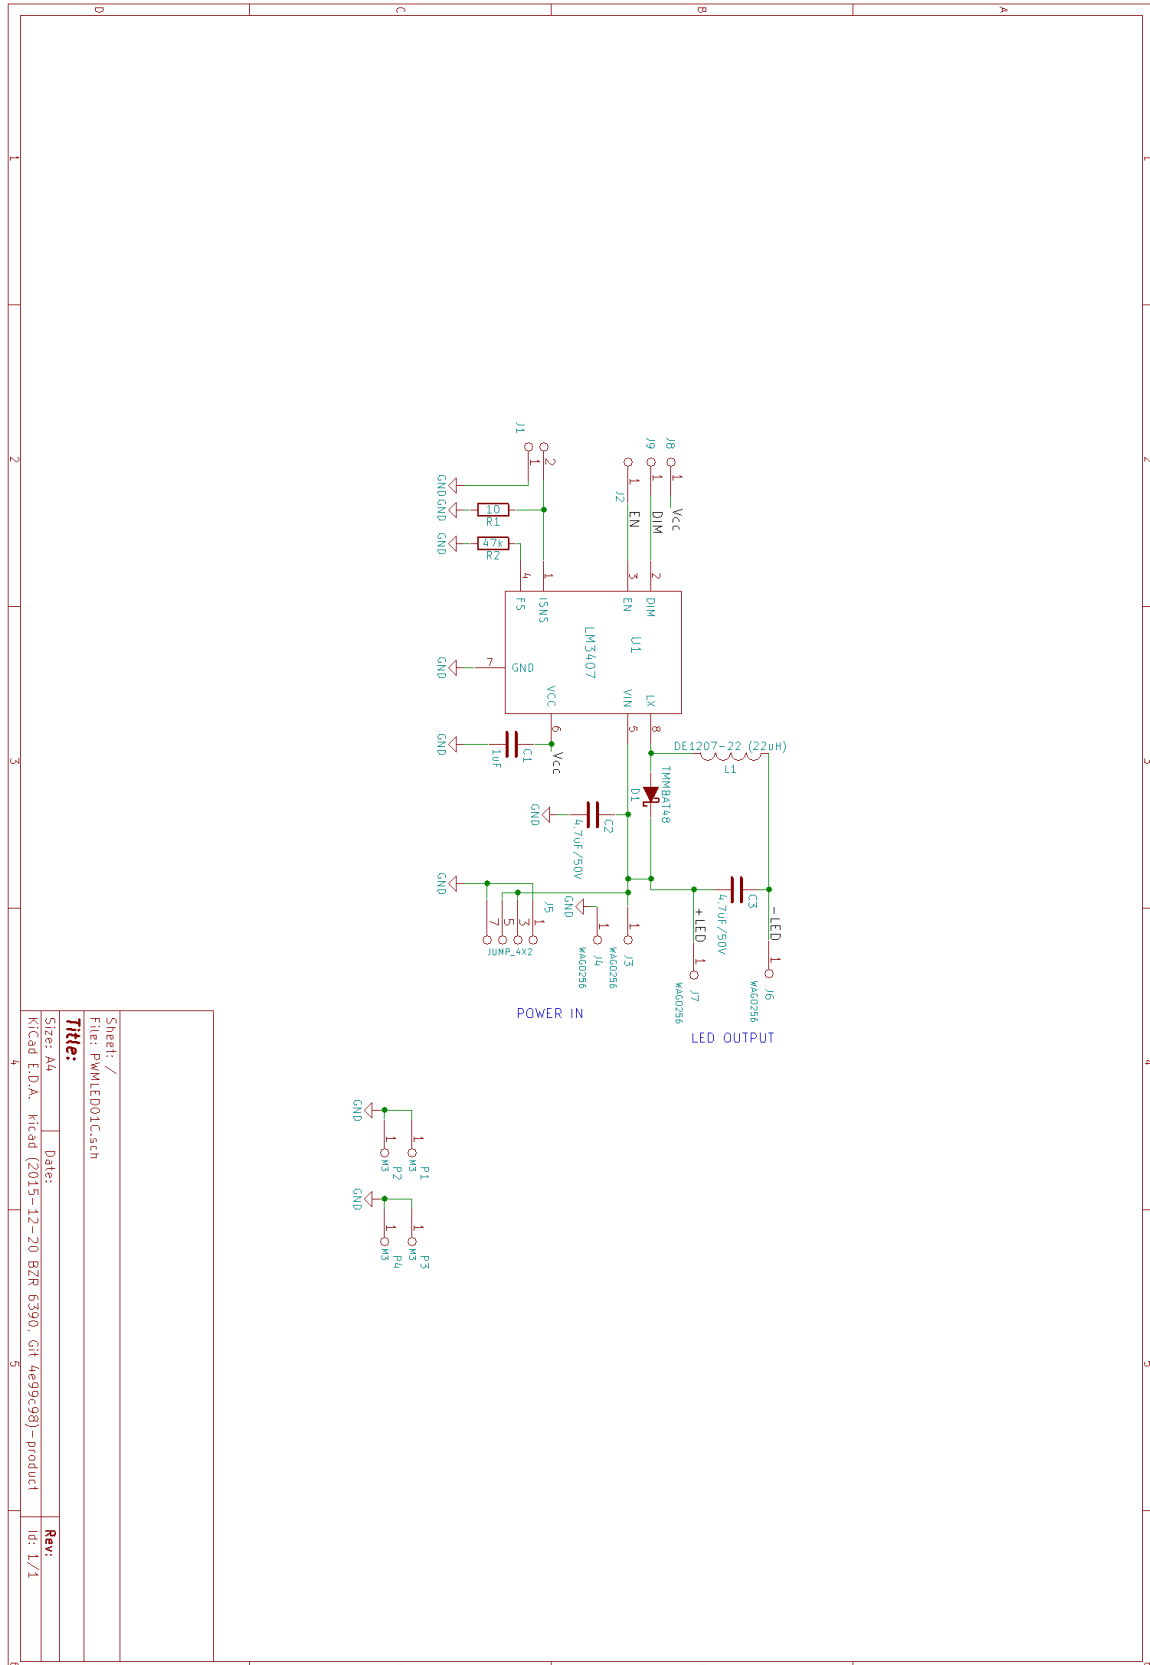 D
C
B
A
1
1
2
2
3
3
4
4
5
5
J8
1
Vcc
J9
1
DIM
J2
1
EN
J1
2
1
GND
GND
10
R1
GND
47k
R2
4
1
3
2
FS
ISNS
EN
DIM
U1
LM3407
GND
7
GND
VCC
VIN
LX
6
5
8
DE1207-22 (22uH)
L1
Vcc
C1
1uF
GND
TMMBAT48
D1
C2
4.7uF/50V
GND
C3
4.7uF/50V
GND
J5
1
3
5
7
JUMP_4X2
GND
1
J4
WAGO256
1
J3
WAGO256
+LED
1
J7
WAGO256
-LED
1
J6
WAGO256
POWER IN
LED OUTPUT
GND
1
P1
M3
1
P2
M3
GND
1
P3
M3
1
P4
M3
Sheet: /
File: PWMLED01C.sch
Title:
Size: A4
Date:
Rev:
KiCad E.D.A. kicad (2015-12-20 BZR 6390, Git 4e99c98)-product
Id: 1/1